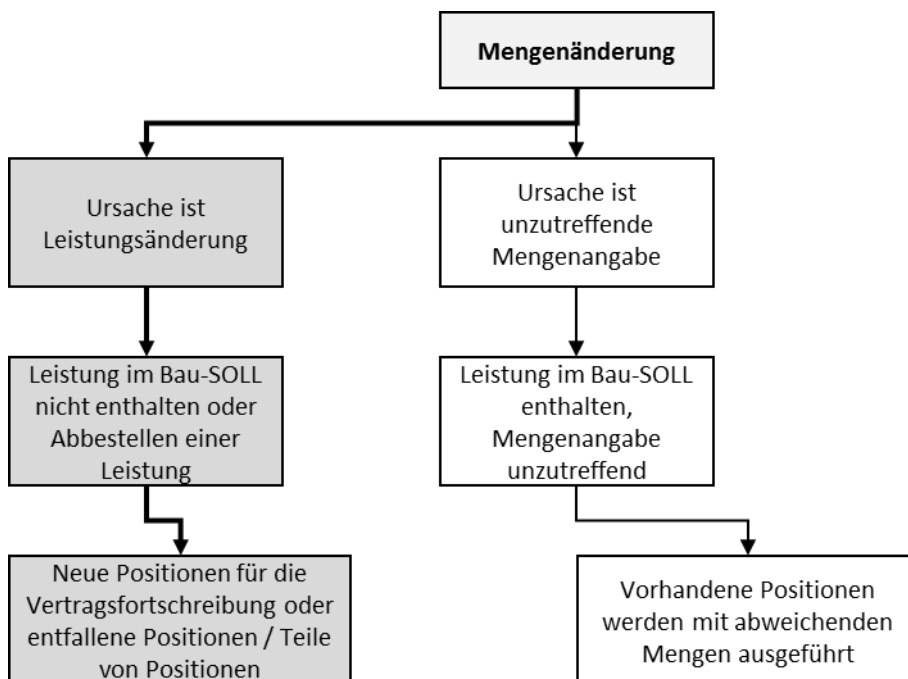 Mengenänderung
Ursache ist
Leistungsänderung
Ursache ist
unzutreffende
Mengenangabe
Leistung im Bau-SOLL
nicht enthalten oder
Abbestellen einer
Leistung
Leistung im Bau-SOLL
enthalten,
Mengenangabe
unzutreffend
Neue Positionen für die
Vertragsfortschreibung oder
entfallene Positionen / Teile
von Positionen
Vorhandene Positionen
werden mit abweichenden
Mengen ausgeführt